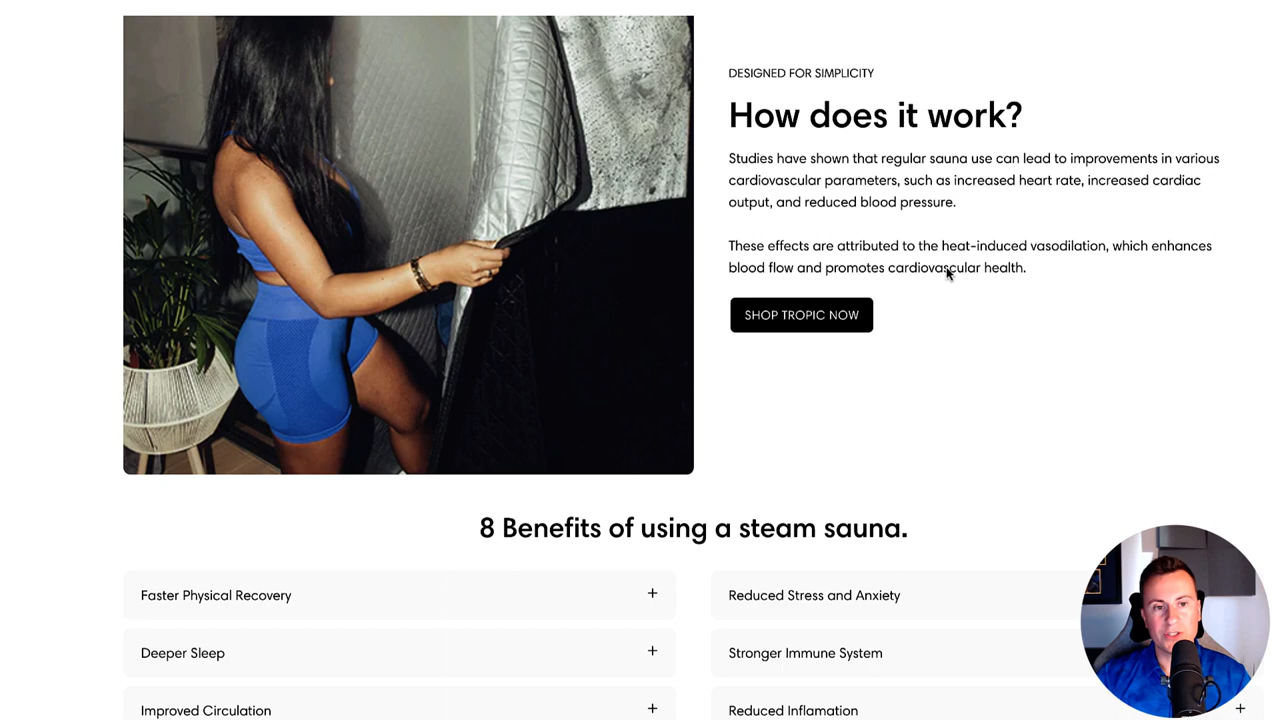 DESIGNED FOR SIMPLICITY
How does it work?
Studies have shown that regular sauna use can lead to improvements in various
cardiovascular parameters, such as increased heart rate, increased cardiac
output, and reduced blood pressure.
These effects are attributed to the heat-induced vasodilation, which enhances
blood flow and promotes cardiovascular health.
SHOP TROPIC NOW
8 Benefits of using a steam sauna.
Faster Physical Recovery +
Reduced Stress and Anxiety
Deeper Sleep +
Stronger Immune System
Improved Circulation +
Reduced Inflamation +